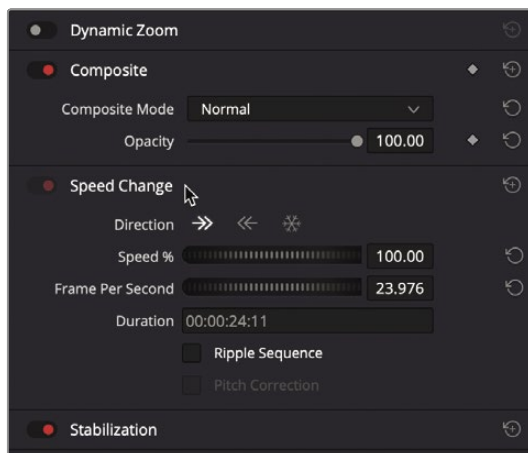 Dynamic Zoom
Composite
Composite Mode Normal
Opacity 100.00
Speed Change
Direction
Speed % 100.00
Frame Per Second 23.976
Duration 00:00:24:11
Ripple Sequence
Pitch Correction
Stabilization